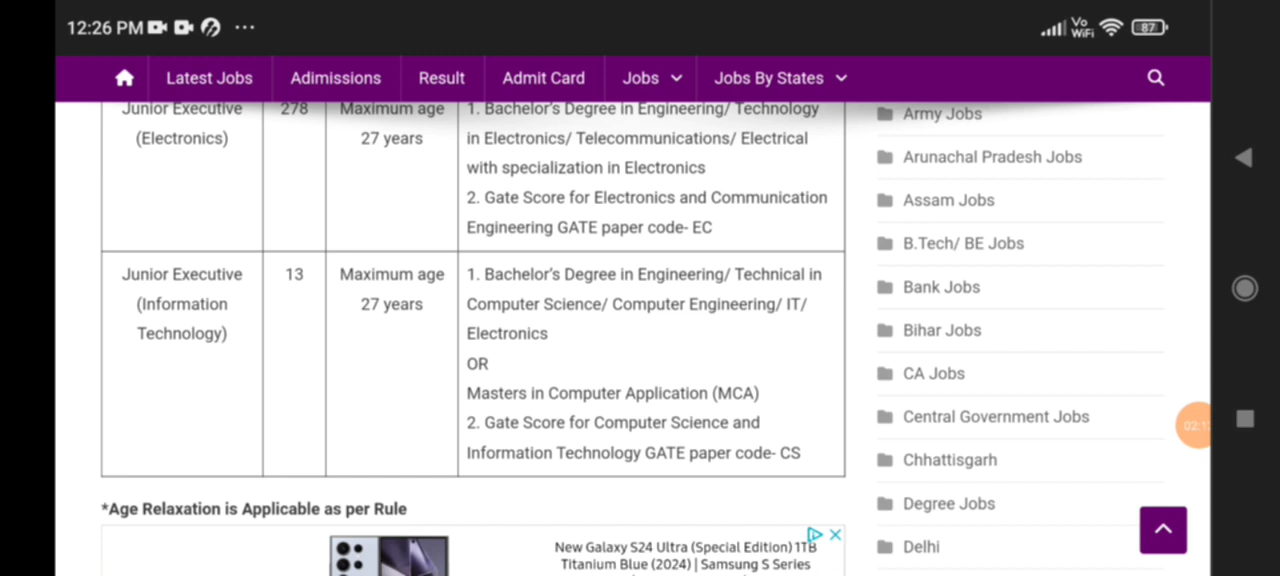 12:26 PM ... Vo WiFi 87
Latest Jobs Adimissions Result Admit Card Jobs Jobs By States
Junior Executive
(Electronics)
278
Maximum age
27 years
1. Bachelor's Degree in Engineering/ Technology
in Electronics/ Telecommunications/ Electrical
with specialization in Electronics
2. Gate Score for Electronics and Communication
Engineering GATE paper code- EC
Junior Executive
(Information
Technology)
13
Maximum age
27 years
1. Bachelor's Degree in Engineering/ Technical in
Computer Science/ Computer Engineering/ IT/
Electronics
OR
Masters in Computer Application (MCA)
2. Gate Score for Computer Science and
Information Technology GATE paper code- CS
*Age Relaxation is Applicable as per Rule
New Galaxy S24 Ultra (Special Edition) 1TB
Titanium Blue (2024) | Samsung S Series
Army Jobs
Arunachal Pradesh Jobs
Assam Jobs
B.Tech/ BE Jobs
Bank Jobs
Bihar Jobs
CA Jobs
Central Government Jobs
Chhattisgarh
Degree Jobs
Delhi